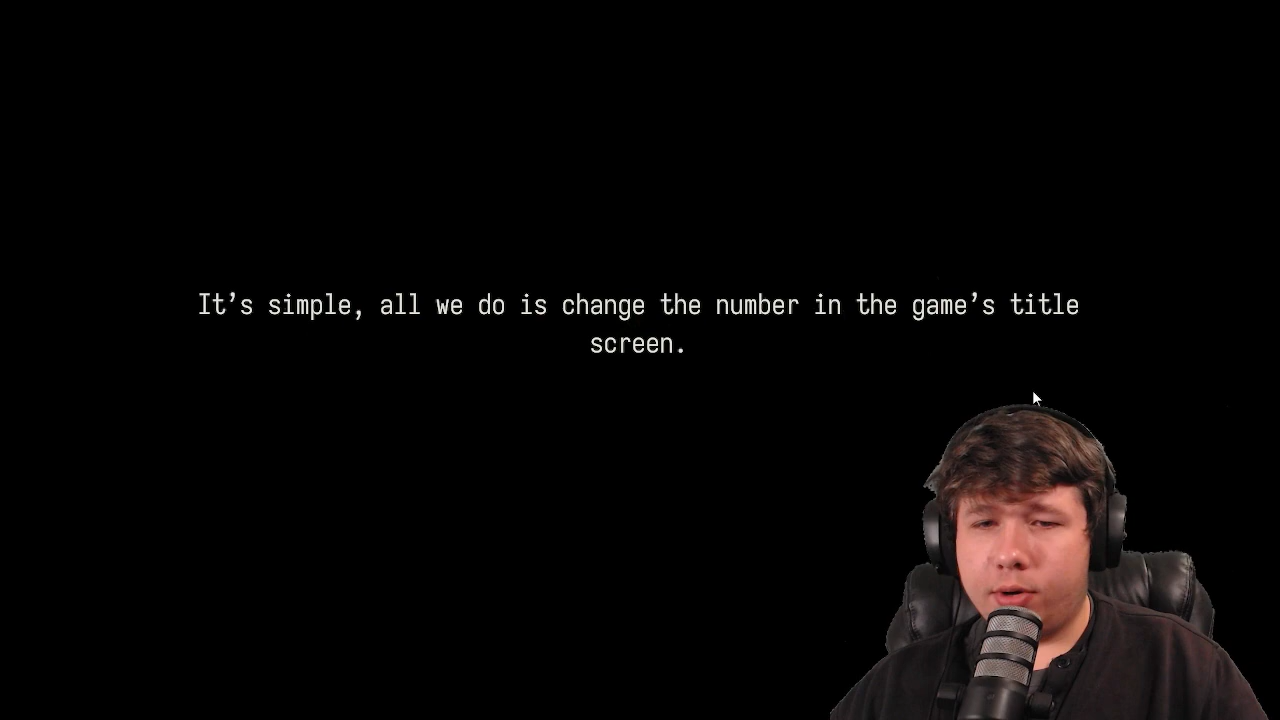 It’s simple, all we do is change the number in the game’s title
screen.